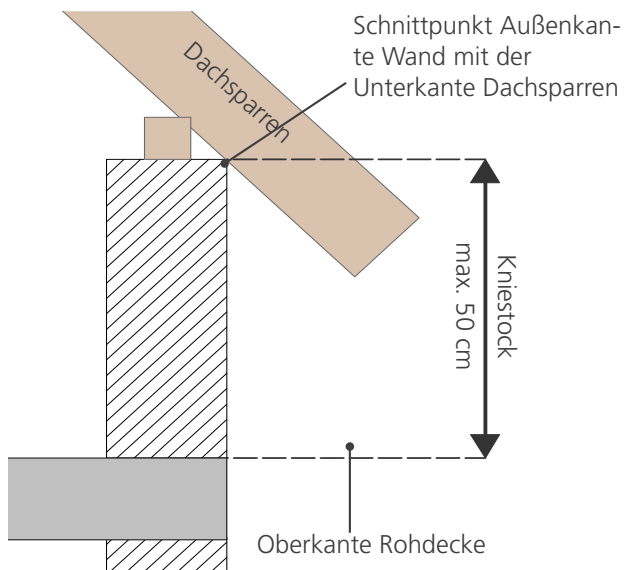 Schnittpunkt Außenkan-
te Wand mit der
Unterkante Dachsparren
Dachsparren
Kniestock
max. 50 cm
Oberkante Rohdecke